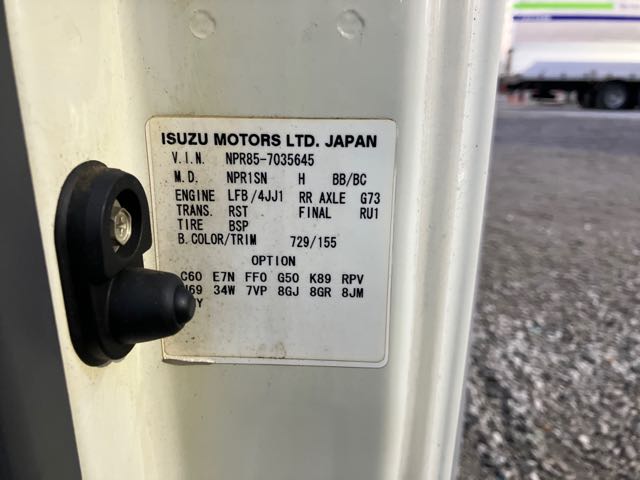 ISUZU MOTORS LTD. JAPAN
V.I.N. NPR85-7035645
M.D. NPR1SN H BB/BC
ENGINE LFB/4JJ1 RR AXLE G73
TRANS. RST FINAL RU1
TIRE BSP
B.COLOR/TRIM 729/155
OPTION
C60 E7N FF0 G50 K89 RPV
34W 7VP 8GJ 8GR 8JM